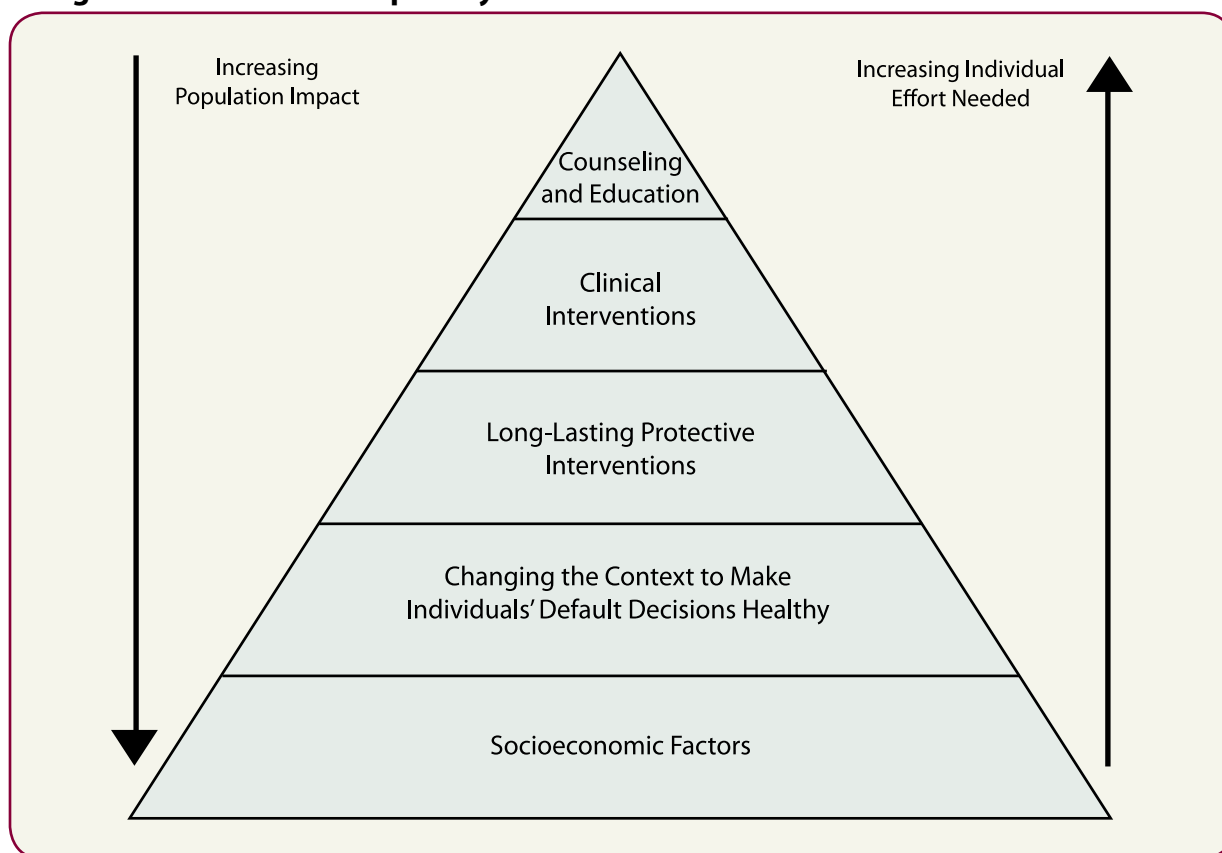 Increasing
Population Impact
Increasing Individual
Effort Needed
Counseling
and Education
Clinical
Interventions
Long-Lasting Protective
Interventions
Changing the Context to Make
Individuals’ Default Decisions Healthy
Socioeconomic Factors